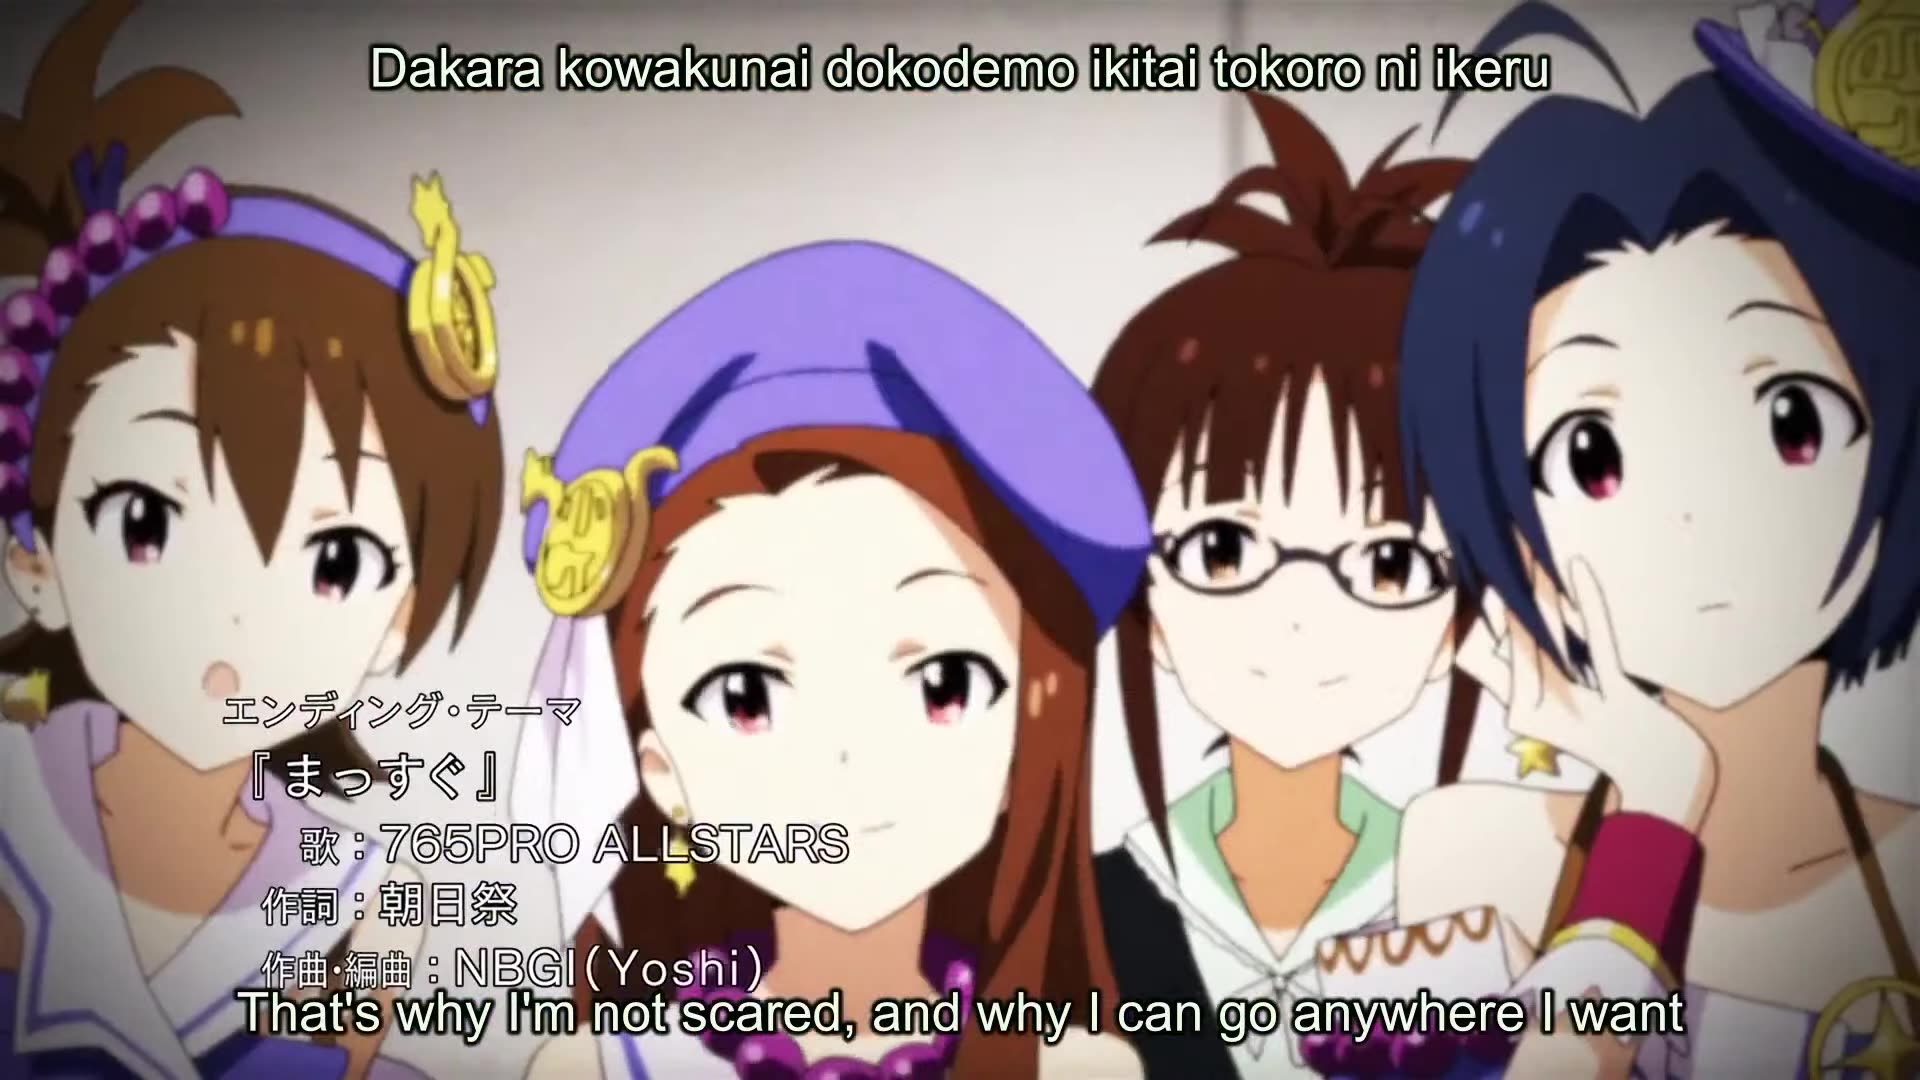 Dakara kowakunai dokodemo ikitai tokoro ni ikeru
エンディング・テーマ
『まっすぐ』
歌：765PRO ALLSTARS
作詞：朝日祭
作曲・編曲：NBGI（Yoshi）
That's why I'm not scared, and why I can go anywhere I want